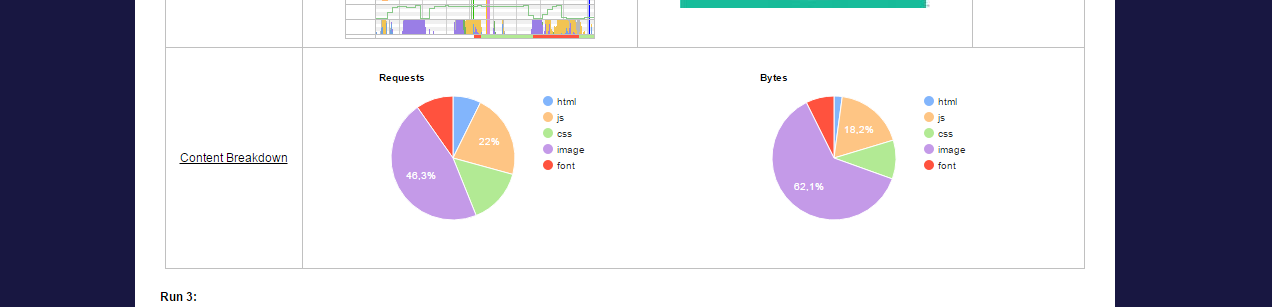 Requests
html
js
css
image
font
22%
46,3%
Bytes
html
js
css
image
font
18,2%
62,1%
Content Breakdown
Run 3: